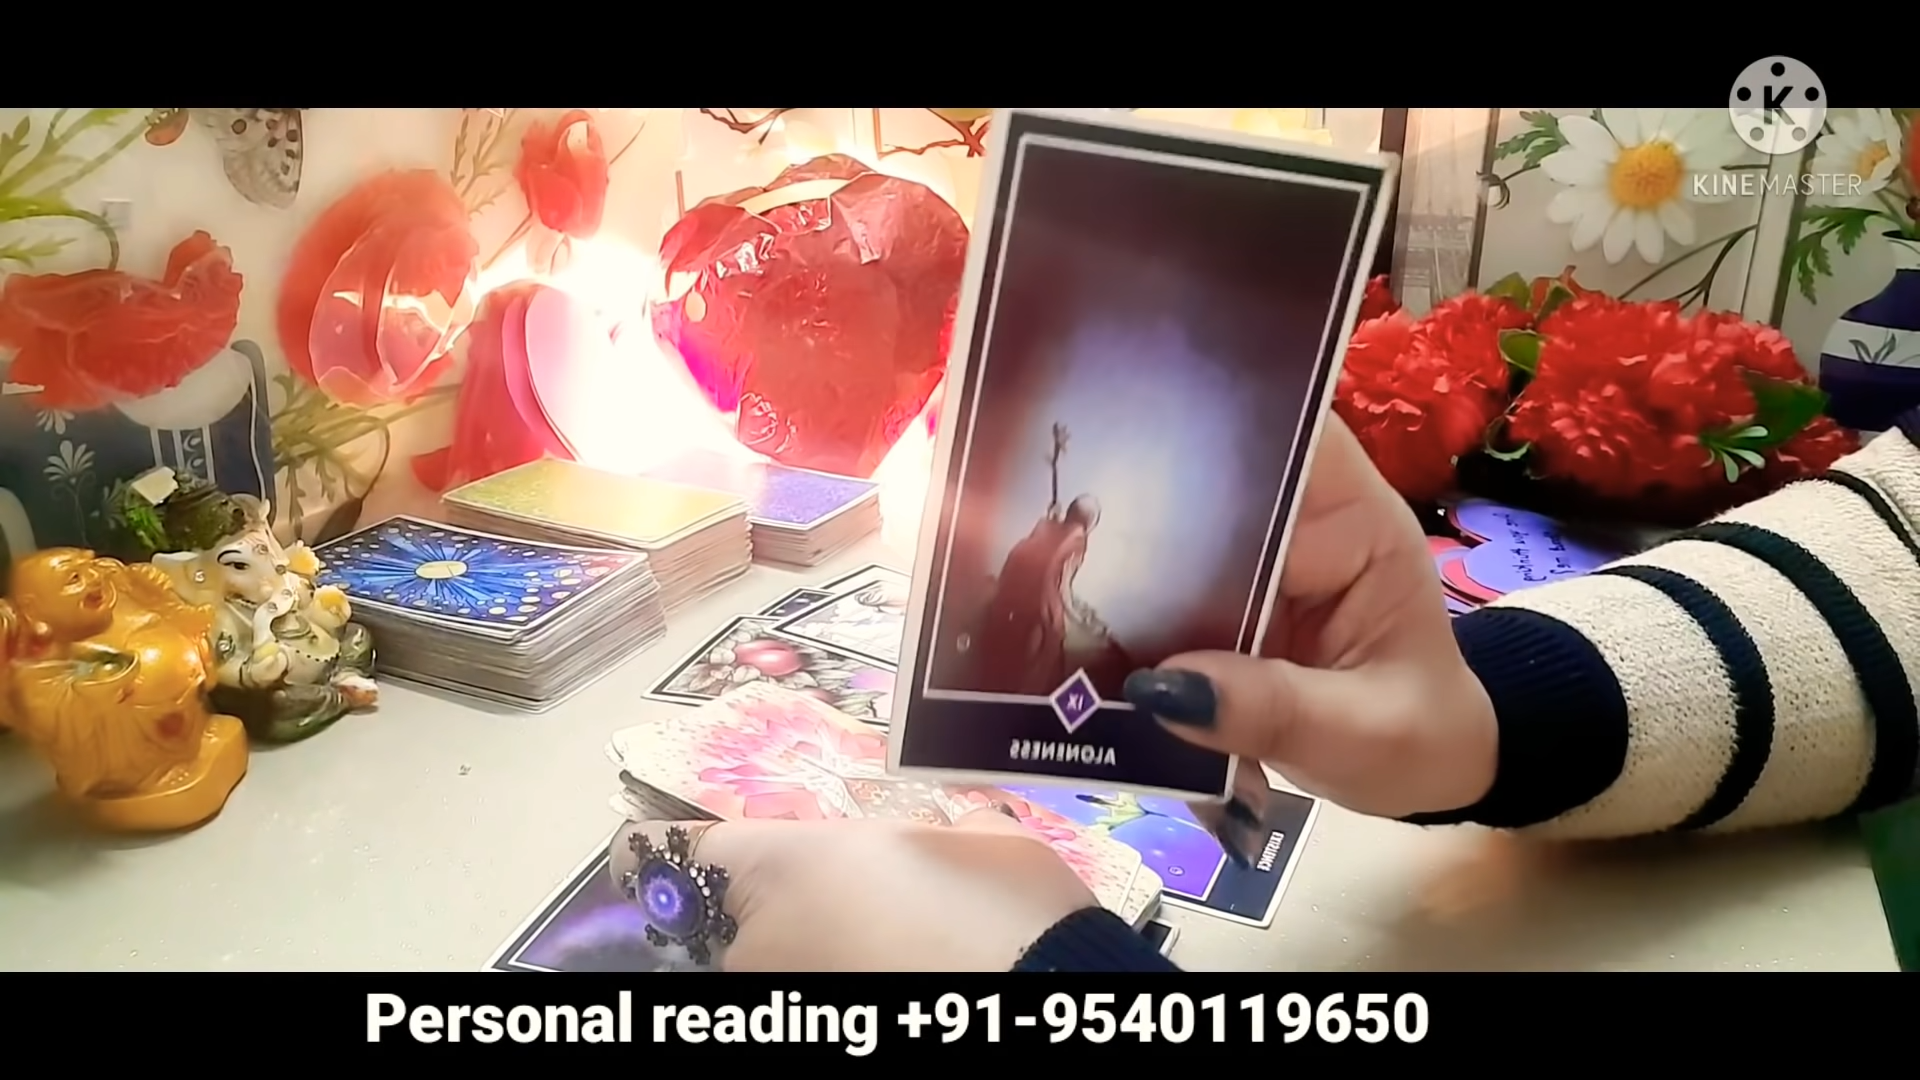 K
KINEMASTER
IX
ALONENESS
EXISTENCE
Personal reading +91-9540119650